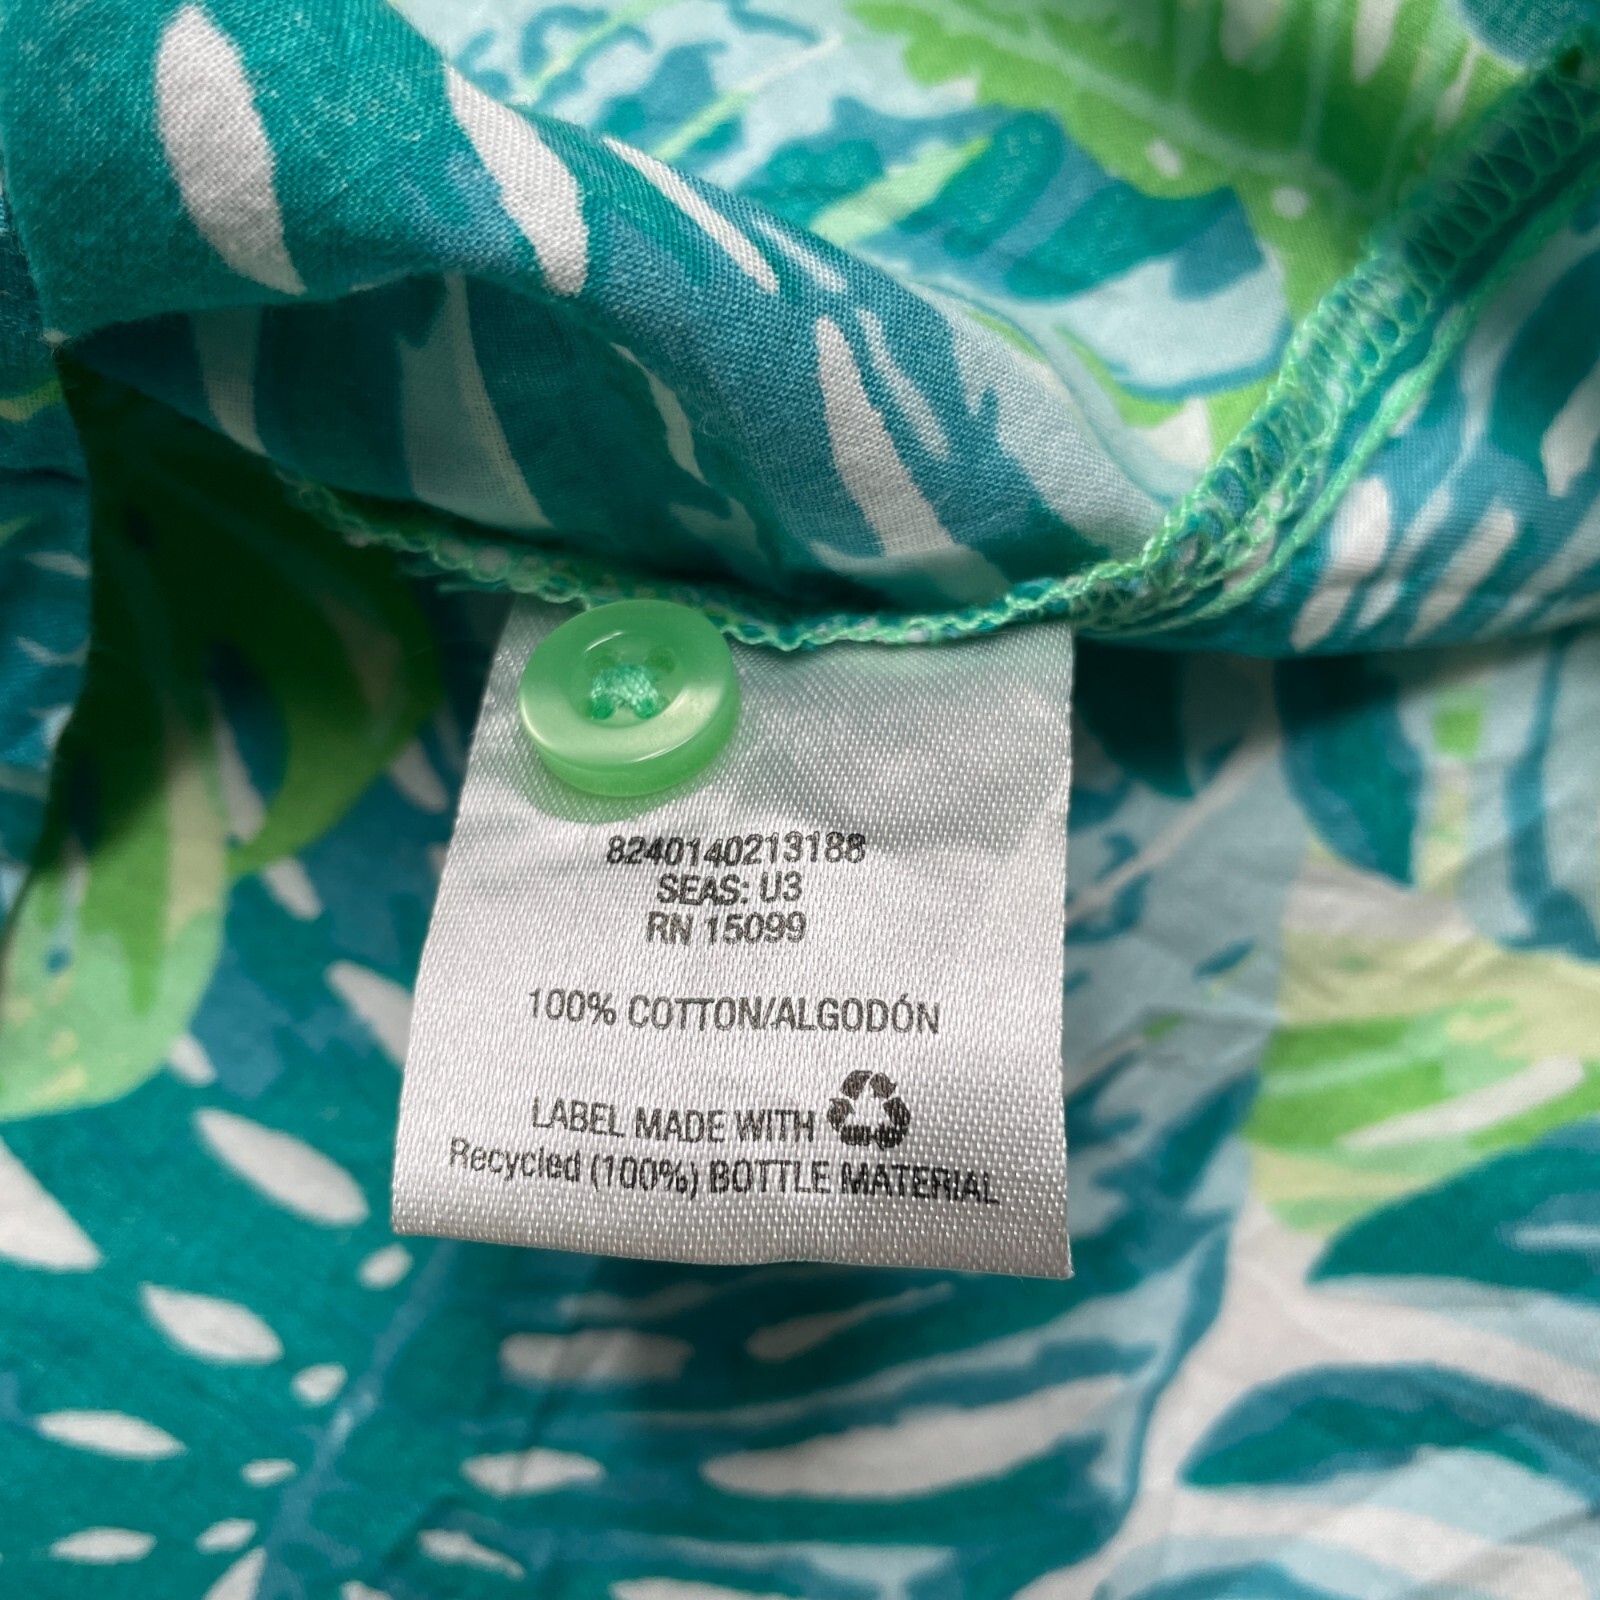 8240140213188
SEAS: U3
RN 15099
100% COTTON/ALGODÓN
LABEL MADE WITH
Recycled (100%) BOTTLE MATERIAL